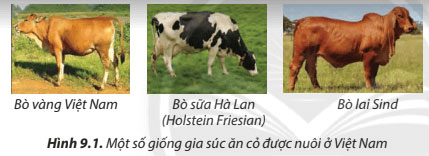 Bò vàng Việt Nam
Bò sữa Hà Lan
(Holstein Friesian)
Bò lai Sind
Hình 9.1. Một số giống gia súc ăn cỏ được nuôi ở Việt Nam